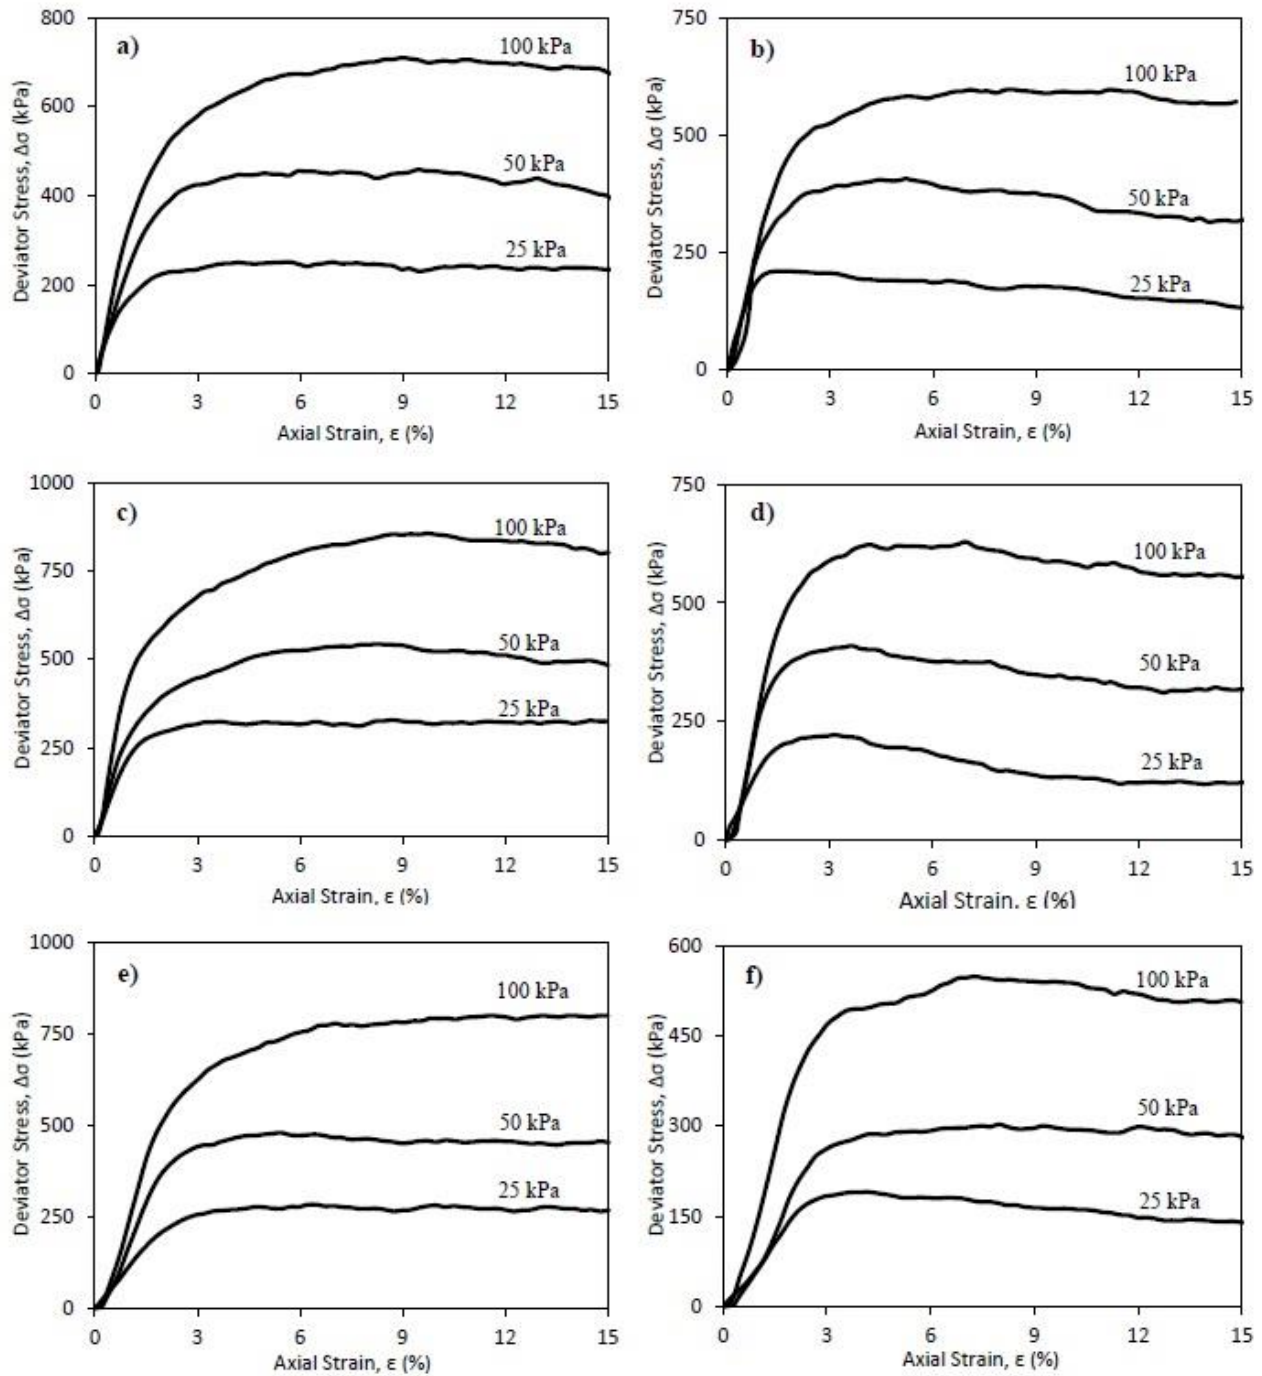 800
a)
100 kPa
600
50 kPa
400
25 kPa
200
0
0 3 6 9 12 15
Deviator Stress, Δσ (kPa)
Axial Strain, ε (%)
750
b)
100 kPa
500
50 kPa
250
25 kPa
0
0 3 6 9 12 15
Deviator Stress, Δσ (kPa)
Axial Strain, ε (%)
1000
c)
100 kPa
750
50 kPa
500
25 kPa
250
0
0 3 6 9 12 15
Deviator Stress, Δσ (kPa)
Axial Strain, ε (%)
750
d)
100 kPa
500
50 kPa
250
25 kPa
0
0 3 6 9 12 15
Deviator Stress, Δσ (kPa)
Axial Strain, ε (%)
1000
e)
100 kPa
750
50 kPa
500
25 kPa
250
0
0 3 6 9 12 15
Deviator Stress, Δσ (kPa)
Axial Strain, ε (%)
600
f)
100 kPa
450
50 kPa
300
25 kPa
150
0
0 3 6 9 12 15
Deviator Stress, Δσ (kPa)
Axial Strain, ε (%)